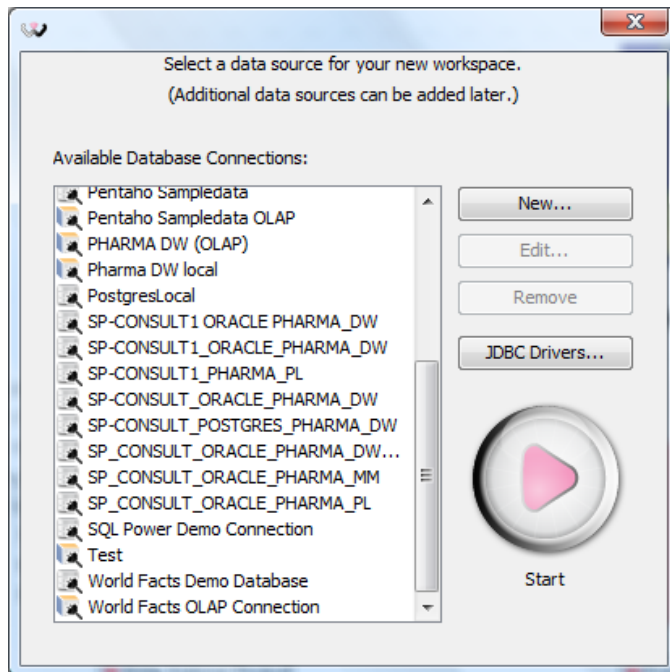 Select a data source for your new workspace.
(Additional data sources can be added later.)
Available Database Connections:
Pentaho Sampledata
Pentaho Sampledata OLAP
PHARMA DW (OLAP)
Pharma DW local
PostgresLocal
SP-CONSULT1 ORACLE PHARMA_DW
SP-CONSULT1_ORACLE_PHARMA_DW
SP-CONSULT1_PHARMA_PL
SP-CONSULT_ORACLE_PHARMA_DW
SP-CONSULT_POSTGRES_PHARMA_DW
SP_CONSULT_ORACLE_PHARMA_DW...
SP_CONSULT_ORACLE_PHARMA_MM
SP_CONSULT_ORACLE_PHARMA_PL
SQL Power Demo Connection
Test
World Facts Demo Database
World Facts OLAP Connection
New...
Edit...
Remove
JDBC Drivers...
Start